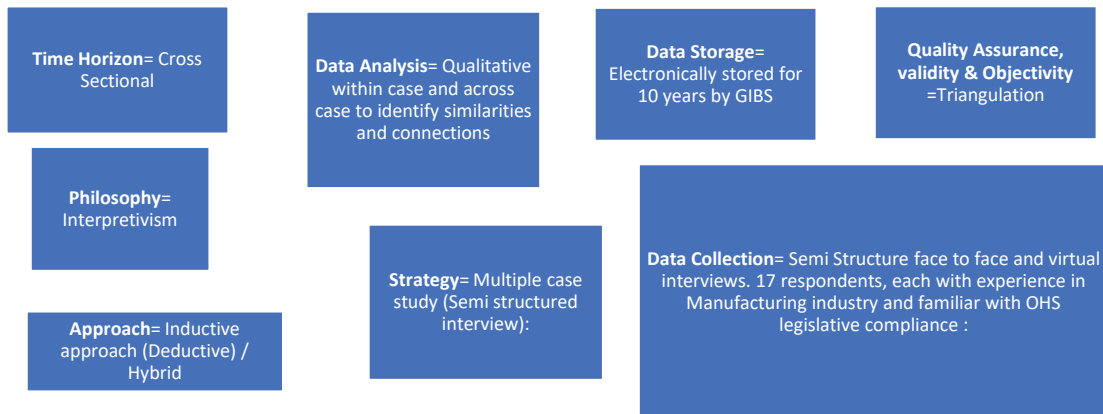 Time Horizon= Cross
Sectional
Data Analysis= Qualitative
within case and across
case to identify similarities
and connections
Data Storage=
Electronically stored for
10 years by GIBS
Quality Assurance,
validity & Objectivity
=Triangulation
Philosophy=
Interpretivism
Strategy= Multiple case
study (Semi structured
interview):
Data Collection= Semi Structure face to face and virtual
interviews. 17 respondents, each with experience in
Manufacturing industry and familiar with OHS
legislative compliance :
Approach= Inductive
approach (Deductive) /
Hybrid